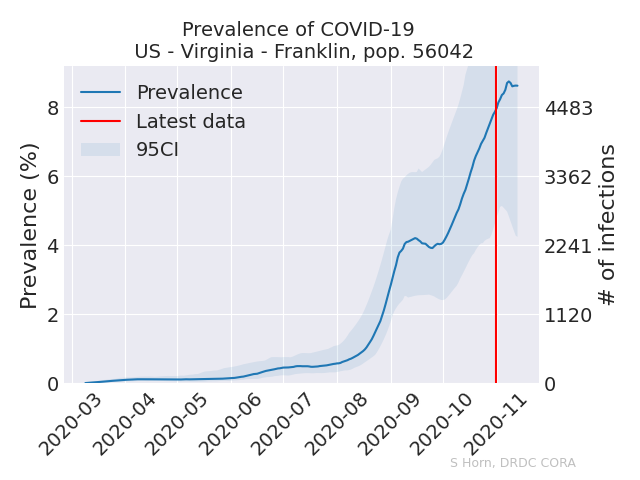 Prevalence of COVID-19
US - Virginia - Franklin, pop. 56042
Prevalence
Latest data
95CI
Prevalence (%)
8
6
4
2
0
4483
3362
2241
1120
0
# of infections
2020-03
2020-04
2020-05
2020-06
2020-07
2020-08
2020-09
2020-10
2020-11
S Horn, DRDC CORA